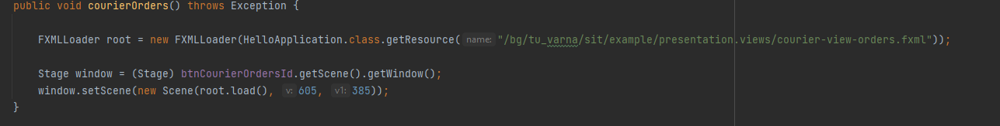 public void courierOrders() throws Exception {
FXMLLoader root = new FXMLLoader(HelloApplication.class.getResource( name: "/bg/tu_varna/sit/example/presentation.views/courier-view-orders.fxml"));
Stage window = (Stage) btnCourierOrdersId.getScene().getWindow();
window.setScene(new Scene(root.load(), v: 605, v1: 385));
}